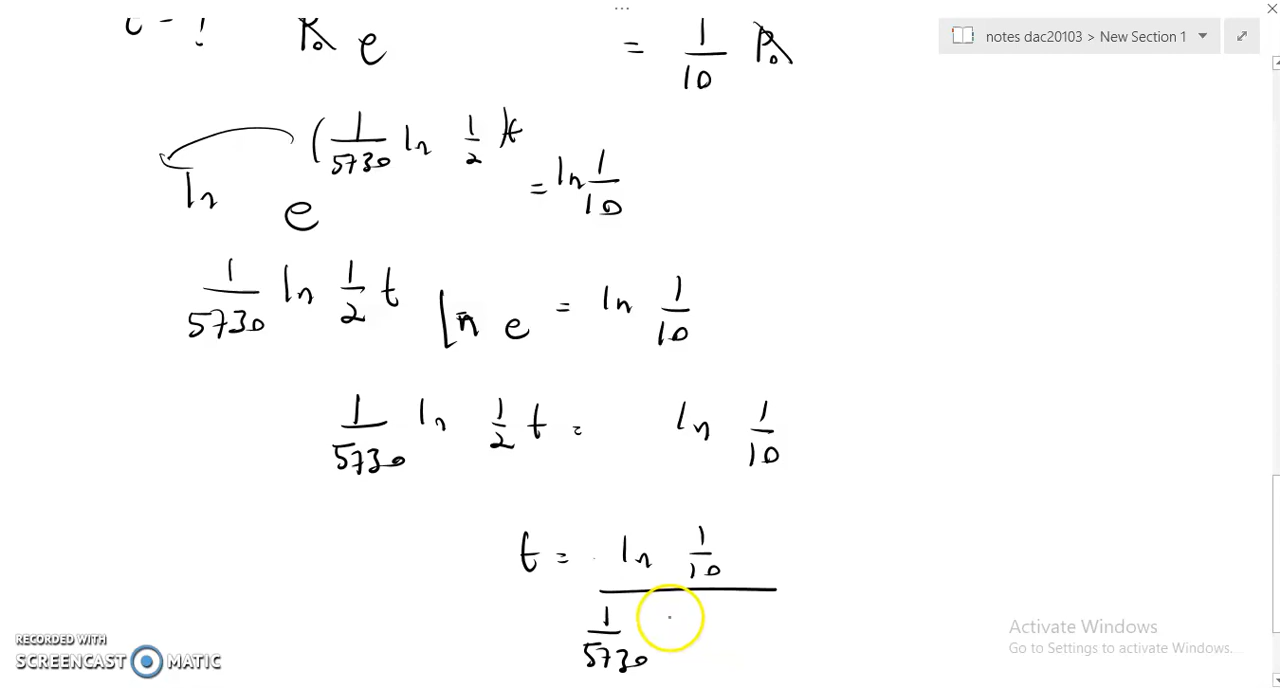 notes dac20103 > New Section 1
P₀ e = 1/10 P₀
ln e^(1/5730 ln 1/2)t = ln 1/10
1/5730 ln 1/2 t ln e = ln 1/10
1/5730 ln 1/2 t = ln 1/10
t = ln 1/10
1/5730
Activate Windows
Go to Settings to activate Windows.
RECORDED WITH
SCREENCAST MATIC